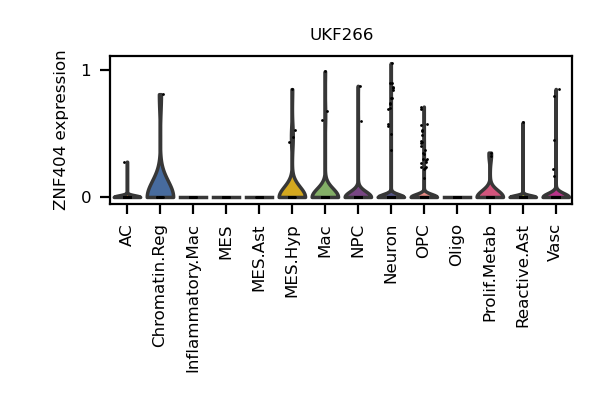 UKF266
ZNF404 expression
1
0
AC
Chromatin.Reg
Inflammatory.Mac
MES
MES.Ast
MES.Hyp
Mac
NPC
Neuron
OPC
Oligo
Prolif.Metab
Reactive.Ast
Vasc